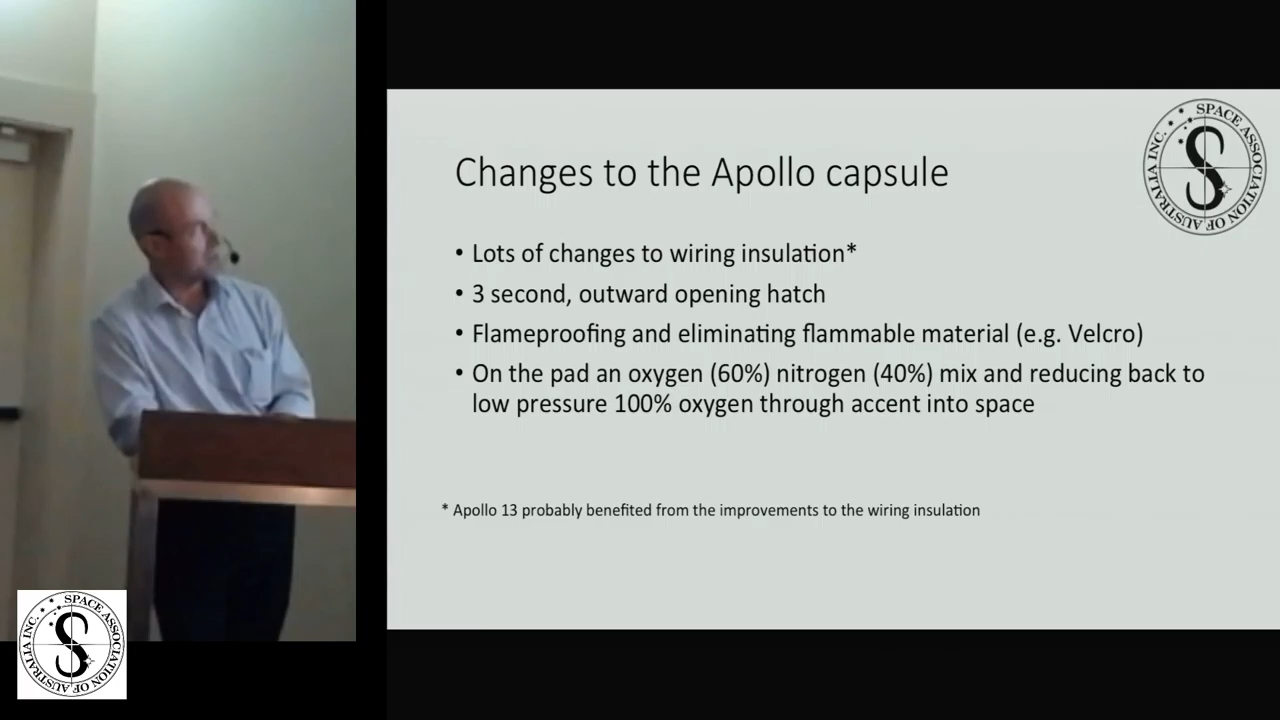 Changes to the Apollo capsule
SPACE ASSOCIATION OF AUSTRALIA INC.
• Lots of changes to wiring insulation*
• 3 second, outward opening hatch
• Flameproofing and eliminating flammable material (e.g. Velcro)
• On the pad an oxygen (60%) nitrogen (40%) mix and reducing back to
low pressure 100% oxygen through accent into space
* Apollo 13 probably benefited from the improvements to the wiring insulation
SPACE ASSOCIATION OF AUSTRALIA INC.